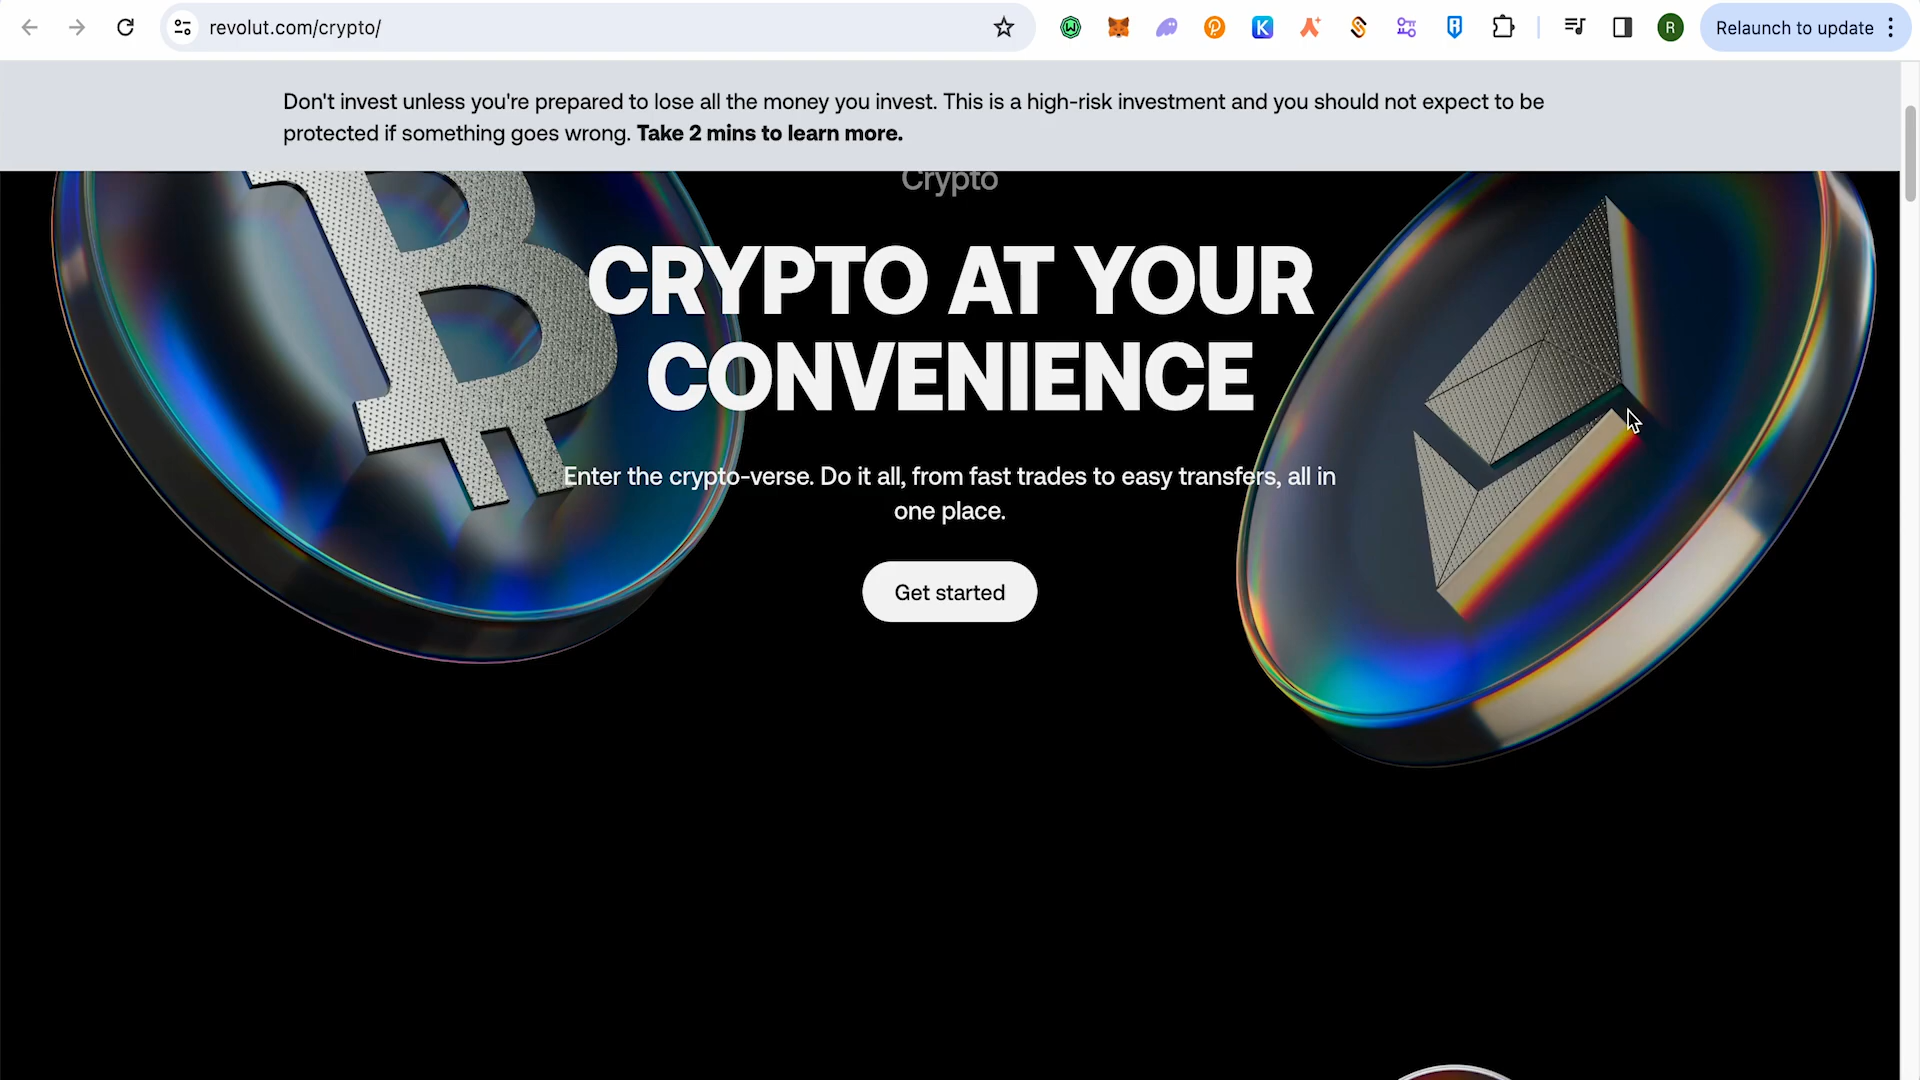 revolut.com/crypto/
R
Relaunch to update
Don't invest unless you're prepared to lose all the money you invest. This is a high-risk investment and you should not expect to be
protected if something goes wrong. Take 2 mins to learn more.
Crypto
CRYPTO AT YOUR
CONVENIENCE
Enter the crypto-verse. Do it all, from fast trades to easy transfers, all in
one place.
Get started